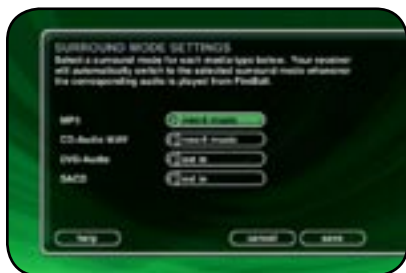 SURROUND MODE SETTINGS
Select a surround mode for each media type below. Your receiver
will automatically switch to the selected surround mode whenever
the corresponding audio is played from FireBall.
MP3
CD-Audio WAV
DVD-Audio
SACD
help
cancel
save